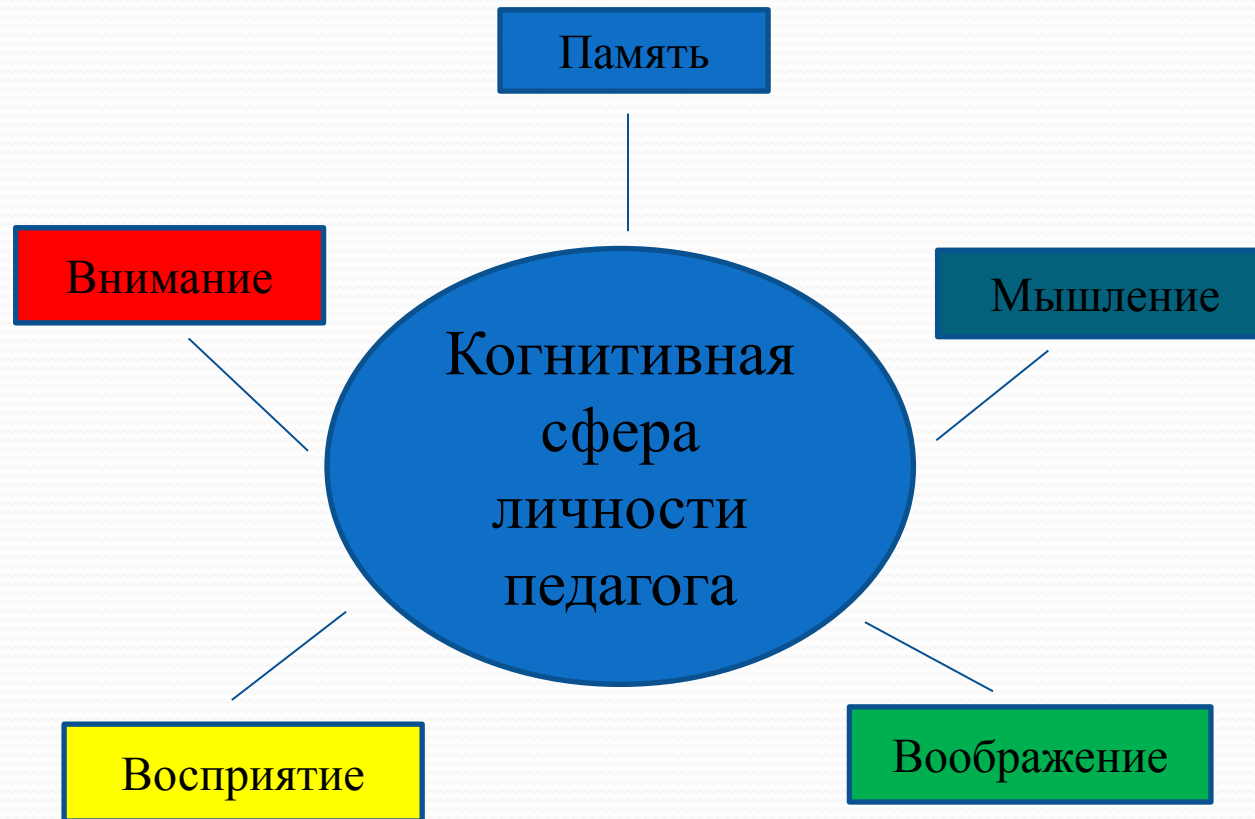 Память
Внимание
Мышление
Когнитивная
сфера
личности
педагога
Восприятие
Воображение